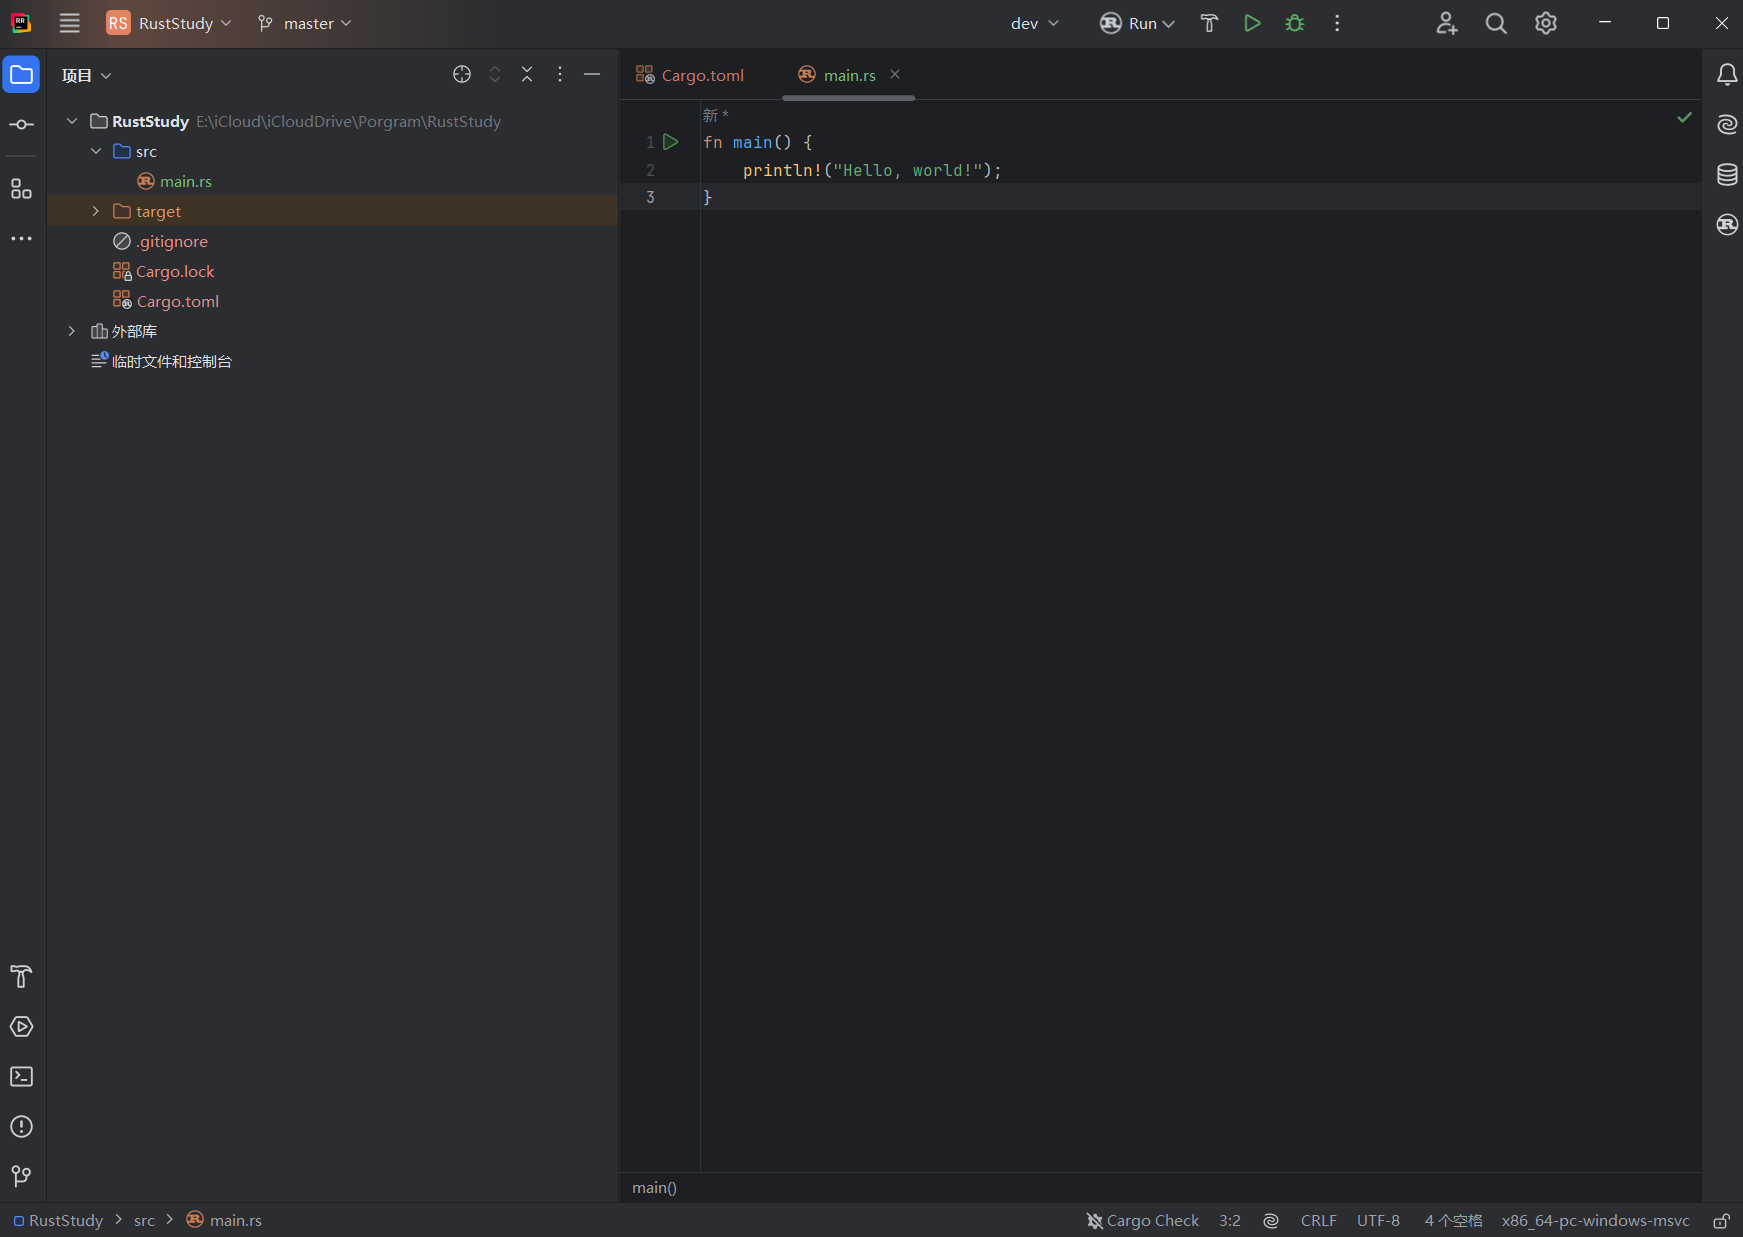 RS RustStudy master dev Run
项目
RustStudy E:\iCloud\iCloudDrive\Porgram\RustStudy
src
main.rs
target
.gitignore
Cargo.lock
Cargo.toml
外部库
临时文件和控制台
Cargo.toml main.rs
新 *
1 fn main() {
2 println!("Hello, world!");
3 }
main()
RustStudy src main.rs
Cargo Check 3:2 CRLF UTF-8 4 个空格 x86_64-pc-windows-msvc